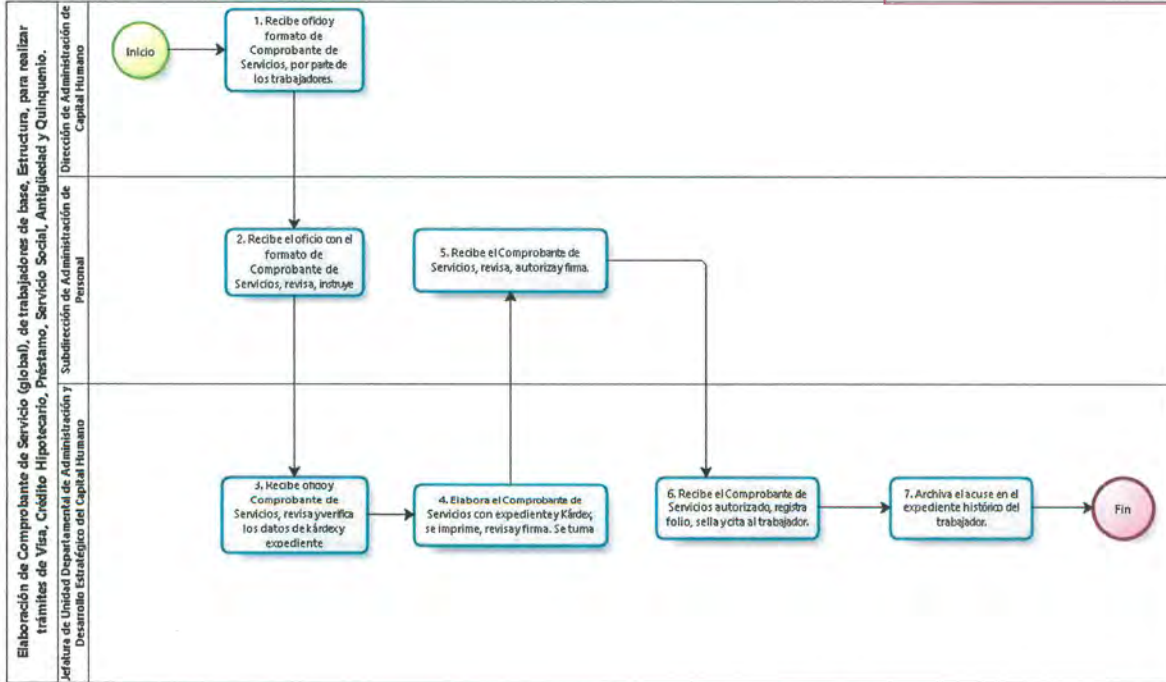 Elaboración de Comprobante de Servicio (global), de trabajadores de base, Estructura, para realizar
trámites de Visa, Crédito Hipotecario, Préstamo, Servicio Social, Antigüedad y Quinquenio.
Dirección de Administración de
Capital Humano
Inicio
1. Recibe oficio y
formato de
Comprobante de
Servicios, por parte de
los trabajadores.
Subdirección de Administración de
Personal
2. Recibe el oficio con el
formato de
Comprobante de
Servicios, revisa, instruye
5. Recibe el Comprobante de
Servicios, revisa, autoriza y firma.
Jefatura de Unidad Departamental de Administración y
Desarrollo Estratégico del Capital Humano
3. Recibe oficio y
Comprobante de
Servicios, revisa y verifica
los datos de kárdex y
expediente
4. Elabora el Comprobante de
Servicios con expediente y Kárdex,
se imprime, revisa y firma. Se turna
6. Recibe el Comprobante de
Servicios autorizado, registra
folio, sella y cita al trabajador.
7. Archiva el acuse en el
expediente histórico del
trabajador.
Fin